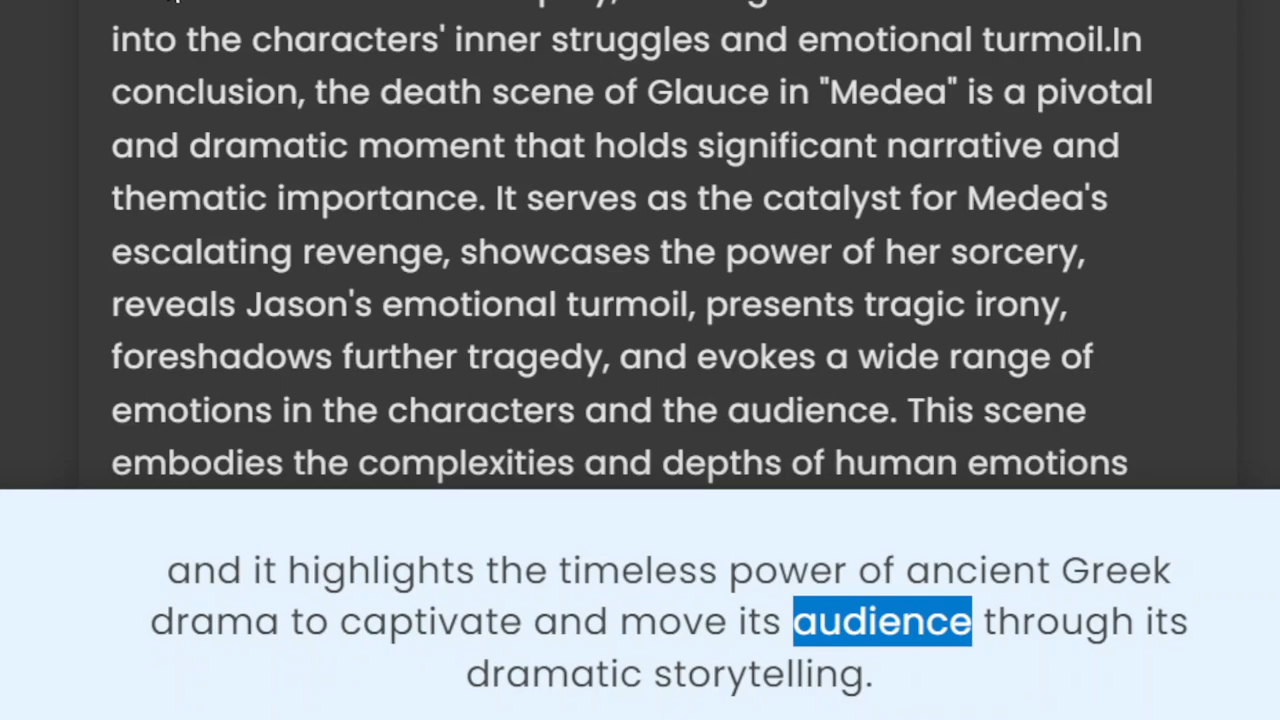 into the characters' inner struggles and emotional turmoil.In
conclusion, the death scene of Glauce in "Medea" is a pivotal
and dramatic moment that holds significant narrative and
thematic importance. It serves as the catalyst for Medea's
escalating revenge, showcases the power of her sorcery,
reveals Jason's emotional turmoil, presents tragic irony,
foreshadows further tragedy, and evokes a wide range of
emotions in the characters and the audience. This scene
embodies the complexities and depths of human emotions
and it highlights the timeless power of ancient Greek
drama to captivate and move its audience through its
dramatic storytelling.